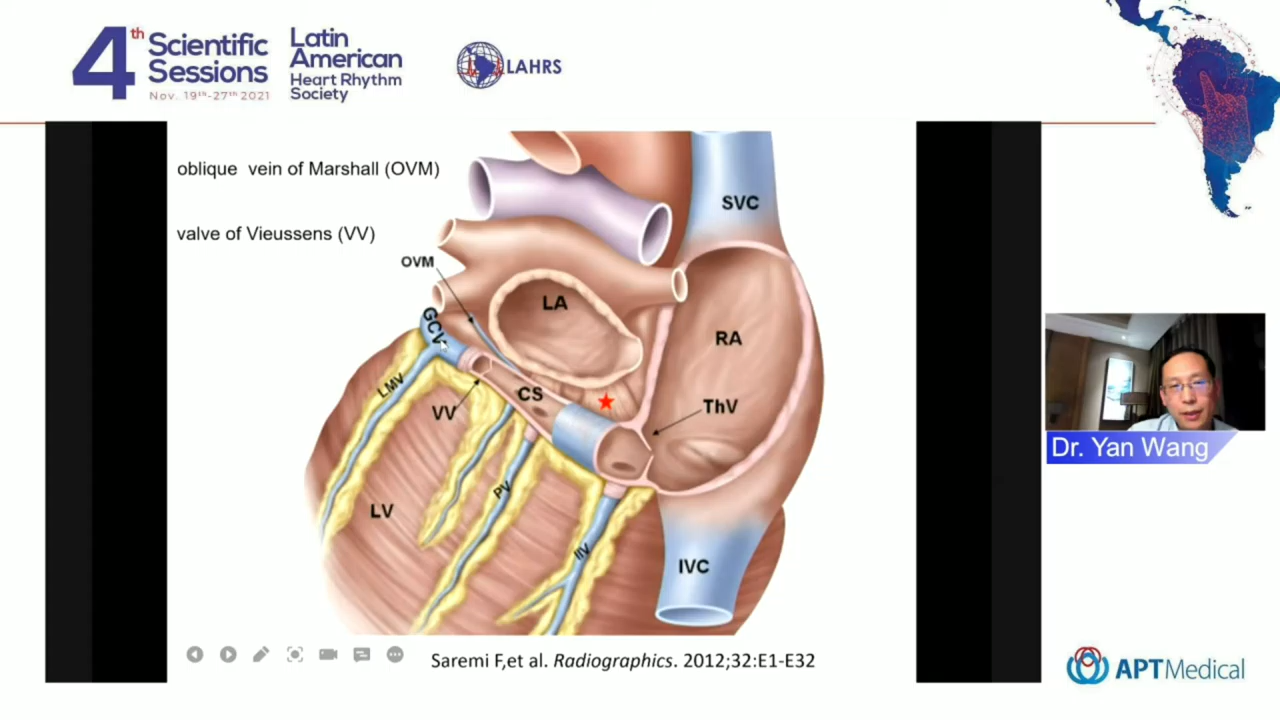 4th Scientific Sessions
Nov. 19th-27th 2021
Latin
American
Heart Rhythm
Society
LAHRS
oblique  vein of Marshall (OVM)
SVC
valve of Vieussens (VV)
OVM
LA
GCV
RA
LMV
CS
VV
ThV
Dr. Yan Wang
PV
LV
IIV
IVC
Saremi F,et al. Radiographics. 2012;32:E1-E32
APTMedical